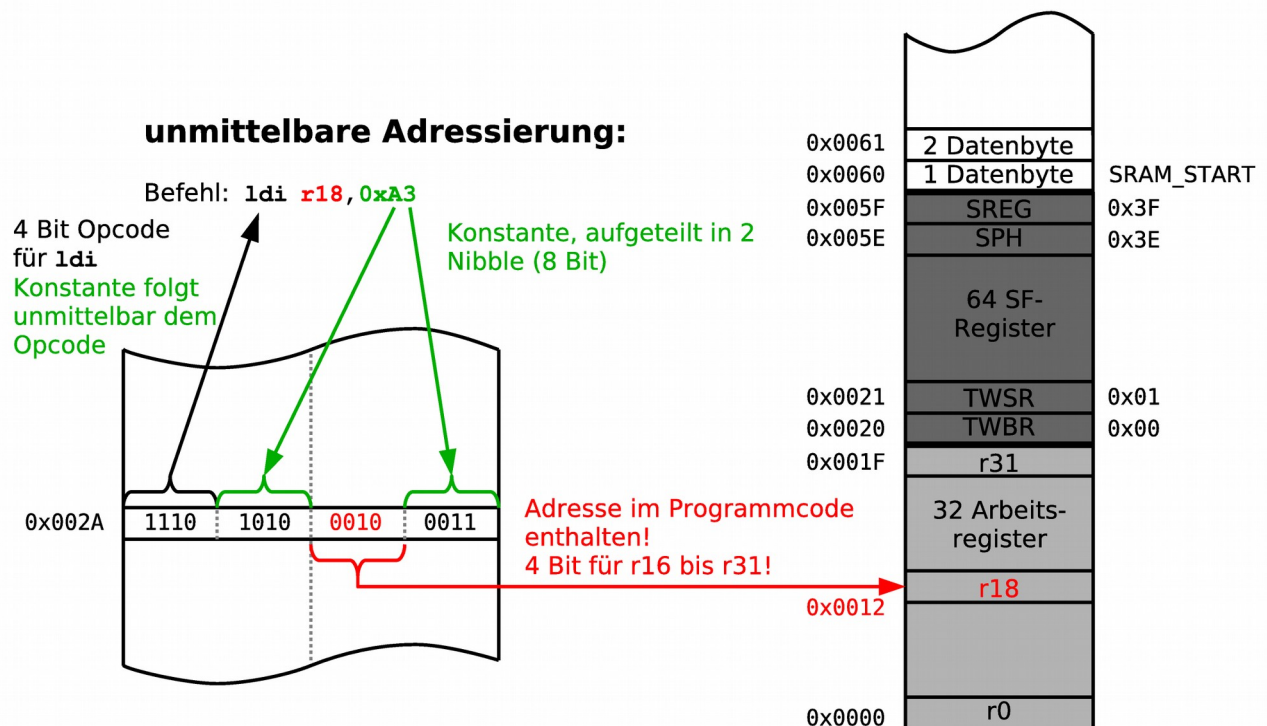 unmittelbare Adressierung:
Befehl: ldi r18,0xA3
4 Bit Opcode
für ldi
Konstante folgt
unmittelbar dem
Opcode
Konstante, aufgeteilt in 2
Nibble (8 Bit)
0x002A 1110 1010 0010 0011
Adresse im Programmcode
enthalten!
4 Bit für r16 bis r31!
0x0061 2 Datenbyte
0x0060 1 Datenbyte SRAM_START
0x005F SREG 0x3F
0x005E SPH 0x3E
64 SF-
Register
0x0021 TWSR 0x01
0x0020 TWBR 0x00
0x001F r31
32 Arbeits-
register
r18
0x0012
0x0000 r0